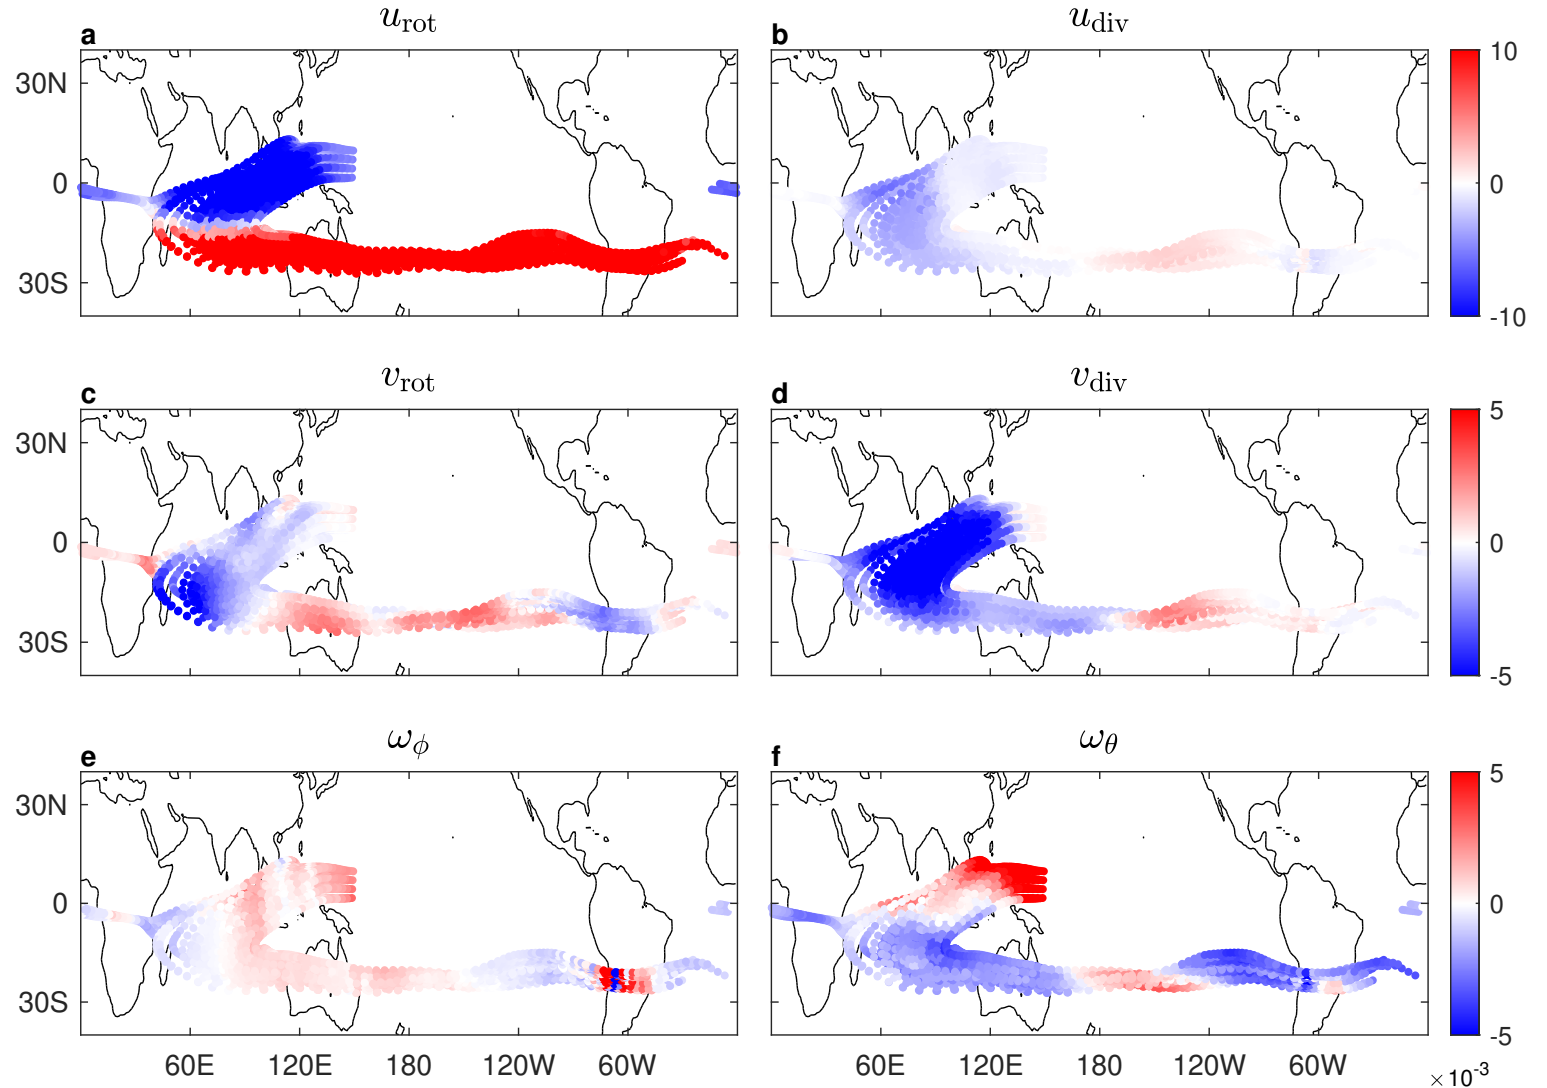 a u_rot b u_div
30N
0
30S
10
0
-10
c v_rot d v_div
30N
0
30S
5
0
-5
e ω_ϕ f ω_θ
30N
0
30S
5
0
-5
60E 120E 180 120W 60W 60E 120E 180 120W 60W
×10⁻³